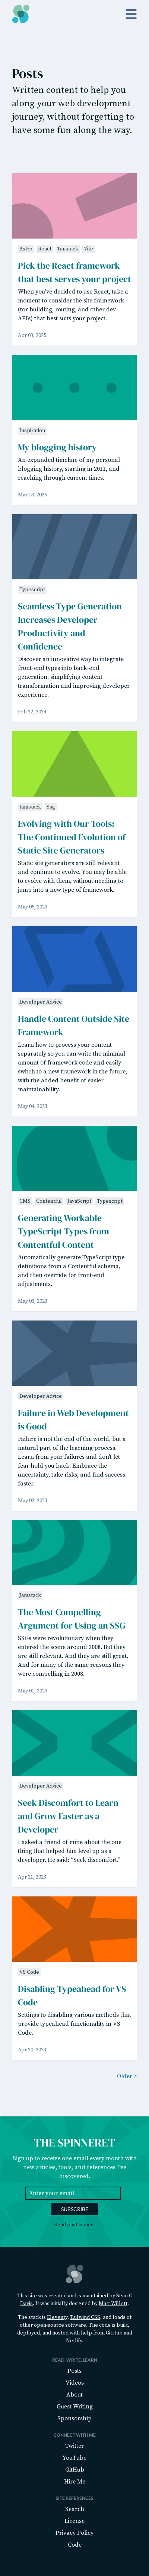 Posts
Written content to help you
along your web development
journey, without forgetting to
have some fun along the way.
Astro React Tanstack Vite
Pick the React framework
that best serves your project
When you've decided to use React, take a
moment to consider the site framework
(for building, routing, and other dev
APIs) that best suits your project.
Apr 03, 2025
Inspiration
My blogging history
An expanded timeline of my personal
blogging history, starting in 2011, and
reaching through current times.
Mar 13, 2025
Typescript
Seamless Type Generation
Increases Developer
Productivity and
Confidence
Discover an innovative way to integrate
front-end types into back-end
generation, simplifying content
transformation and improving developer
experience.
Feb 22, 2024
Jamstack Ssg
Evolving with Our Tools:
The Continued Evolution of
Static Site Generators
Static site generators are still relevant
and continue to evolve. You may be able
to evolve with them, without needing to
jump into a new type of framework.
May 05, 2023
Developer Advice
Handle Content Outside Site
Framework
Learn how to process your content
separately so you can write the minimal
amount of framework code and easily
switch to a new framework in the future,
with the added benefit of easier
maintainability.
May 04, 2023
CMS Contentful JavaScript Typescript
Generating Workable
TypeScript Types from
Contentful Content
Automatically generate TypeScript type
definitions from a Contentful schema,
and then override for front-end
adjustments.
May 03, 2023
Developer Advice
Failure in Web Development
is Good
Failure is not the end of the world, but a
natural part of the learning process.
Learn from your failures and don't let
fear hold you back. Embrace the
uncertainty, take risks, and find success
faster.
May 02, 2023
Jamstack
The Most Compelling
Argument for Using an SSG
SSGs were revolutionary when they
entered the scene around 2008. But they
are still relevant. And they are still great.
And for many of the same reasons they
were compelling in 2008.
May 01, 2023
Developer Advice
Seek Discomfort to Learn
and Grow Faster as a
Developer
I asked a friend of mine about the one
thing that helped him level up as a
developer. He said: “Seek discomfort.”
Apr 21, 2023
VS Code
Disabling Typeahead for VS
Code
Settings to disabling various methods that
provide typeahead functionality in VS
Code.
Apr 20, 2023
Older >
THE SPINNERET
Sign up to receive one email every month with
new articles, tools, and references I've
discovered.
Enter your email
SUBSCRIBE
Read past issues.
This site was created and is maintained by Sean C
Davis. It was initially designed by Matt Willett.
The stack is Eleventy, Tailwind CSS, and loads of
other open-source software. The code is built,
deployed, and hosted with help from GitHub and
Netlify.
READ, WRITE, LEARN
Posts
Videos
About
Guest Writing
Sponsorship
CONNECT WITH ME
Twitter
YouTube
GitHub
Hire Me
SITE REFERENCES
Search
License
Privacy Policy
Code